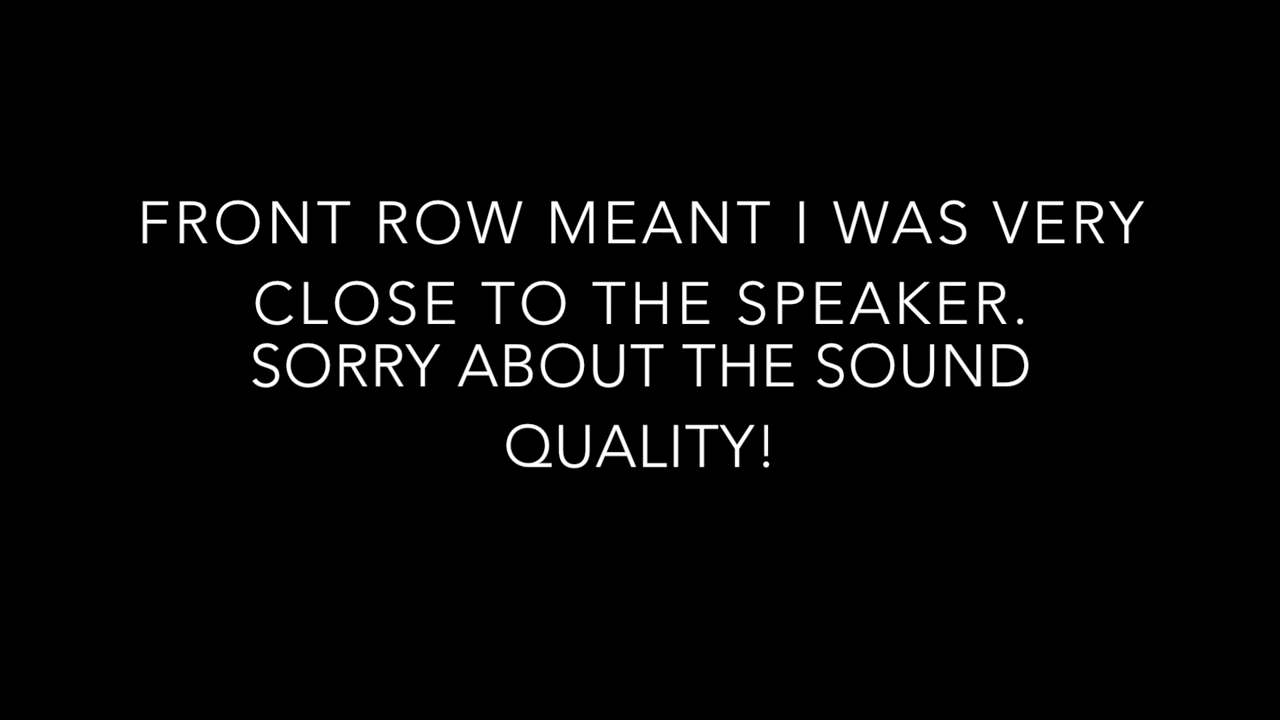 FRONT ROW MEANT I WAS VERY
CLOSE TO THE SPEAKER.
SORRY ABOUT THE SOUND
QUALITY!